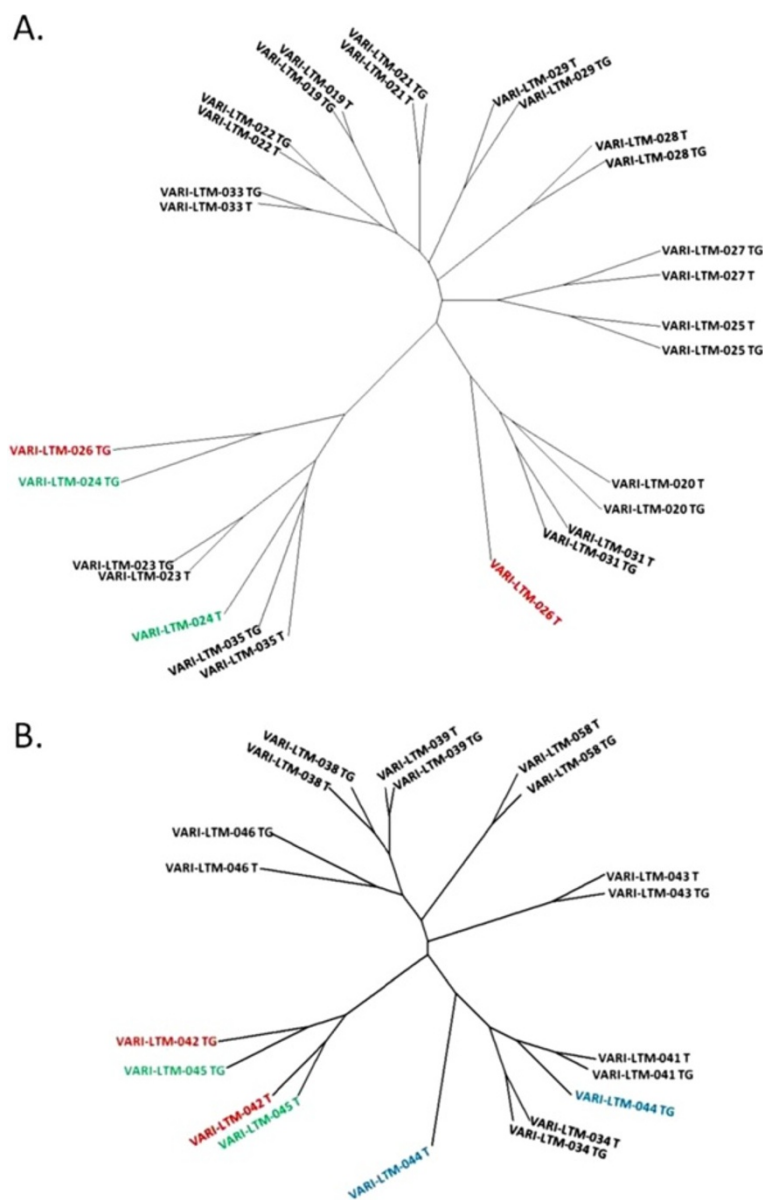 A.
VARI-LTM-021 TG
VARI-LTM-021 T
VARI-LTM-019 T
VARI-LTM-019 TG
VARI-LTM-029 T
VARI-LTM-029 TG
VARI-LTM-022 TG
VARI-LTM-022 T
VARI-LTM-028 T
VARI-LTM-028 TG
VARI-LTM-033 TG
VARI-LTM-033 T
VARI-LTM-027 TG
VARI-LTM-027 T
VARI-LTM-025 T
VARI-LTM-025 TG
VARI-LTM-026 TG
VARI-LTM-024 TG
VARI-LTM-020 T
VARI-LTM-020 TG
VARI-LTM-031 T
VARI-LTM-031 TG
VARI-LTM-023 TG
VARI-LTM-023 T
VARI-LTM-026 T
VARI-LTM-024 T
VARI-LTM-035 TG
VARI-LTM-035 T
B.
VARI-LTM-038 TG
VARI-LTM-038 T
VARI-LTM-039 T
VARI-LTM-039 TG
VARI-LTM-058 T
VARI-LTM-058 TG
VARI-LTM-046 TG
VARI-LTM-046 T
VARI-LTM-043 T
VARI-LTM-043 TG
VARI-LTM-042 TG
VARI-LTM-045 TG
VARI-LTM-041 T
VARI-LTM-041 TG
VARI-LTM-044 TG
VARI-LTM-042 T
VARI-LTM-045 T
VARI-LTM-034 T
VARI-LTM-034 TG
VARI-LTM-044 T